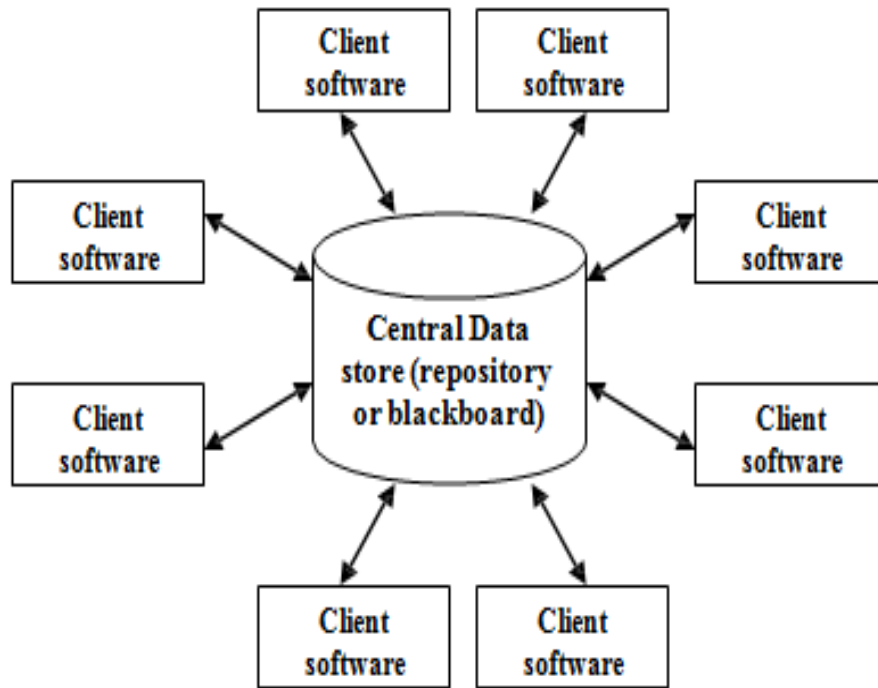 Client
software
Client
software
Client
software
Client
software
Central Data
store (repository
or blackboard)
Client
software
Client
software
Client
software
Client
software